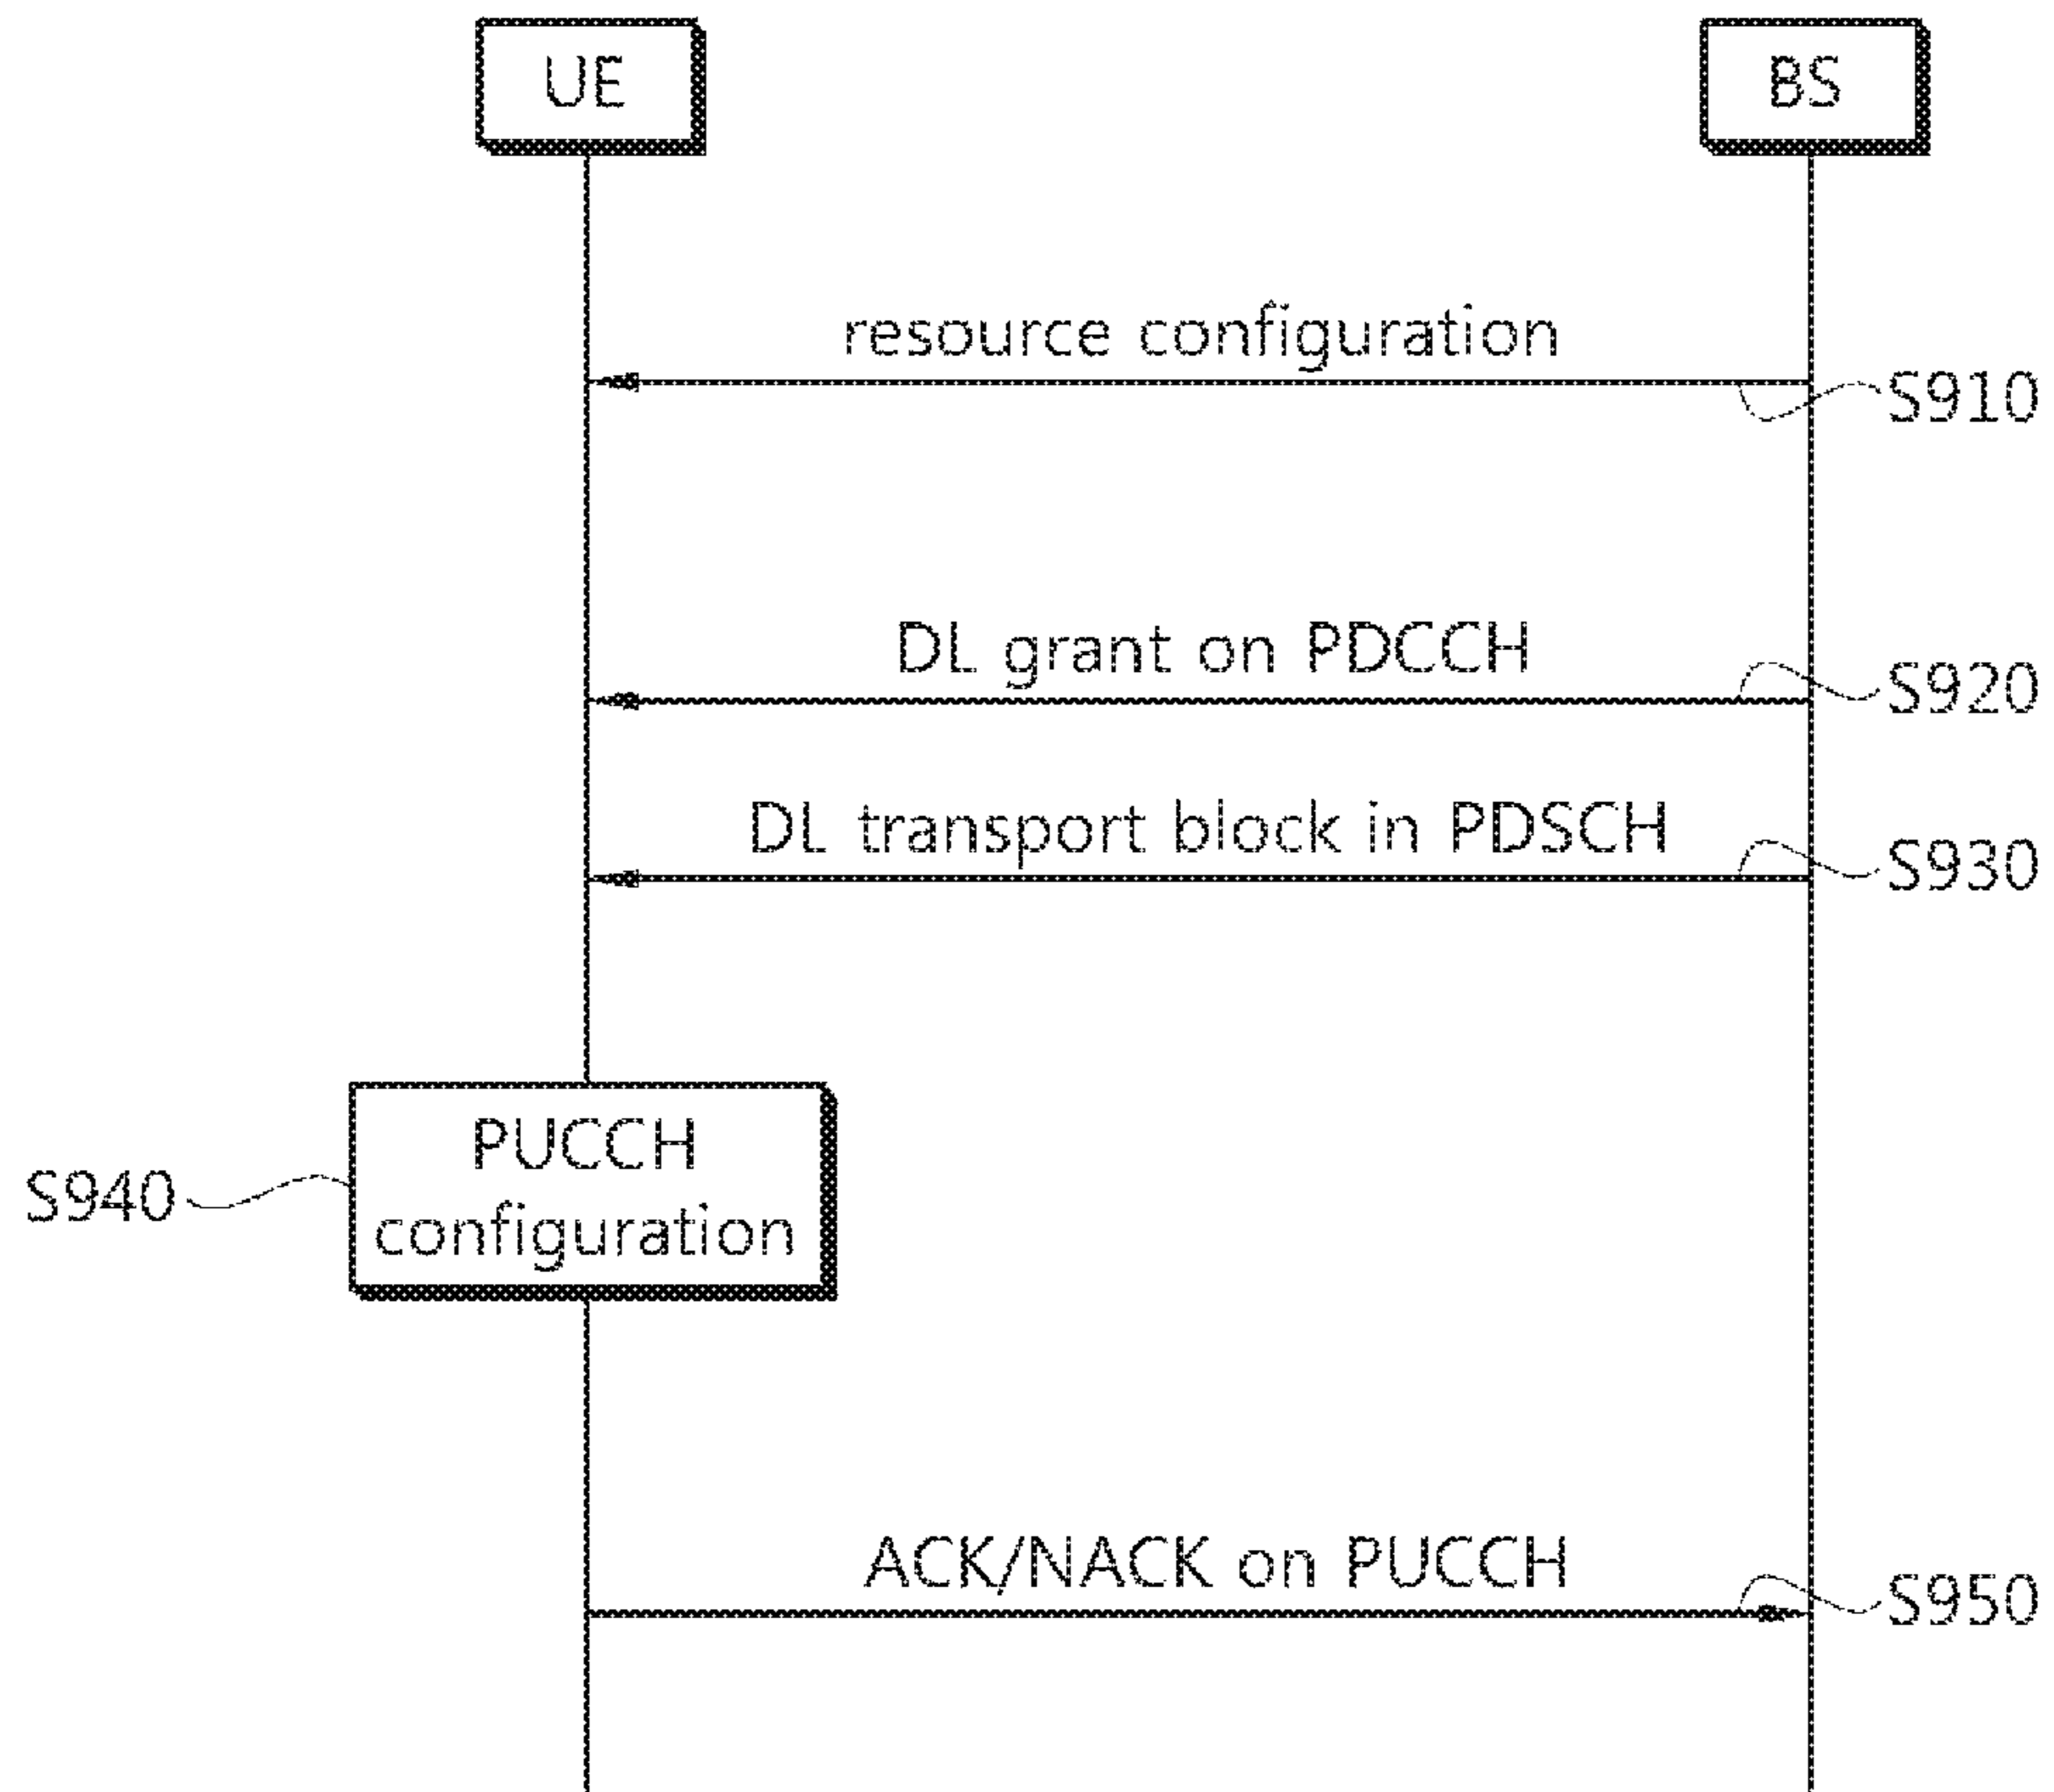 UE
BS
resource configuration
S910
DL grant on PDCCH
S920
DL transport block in PDSCH
S930
PUCCH
configuration
S940
ACK/NACK on PUCCH
S950